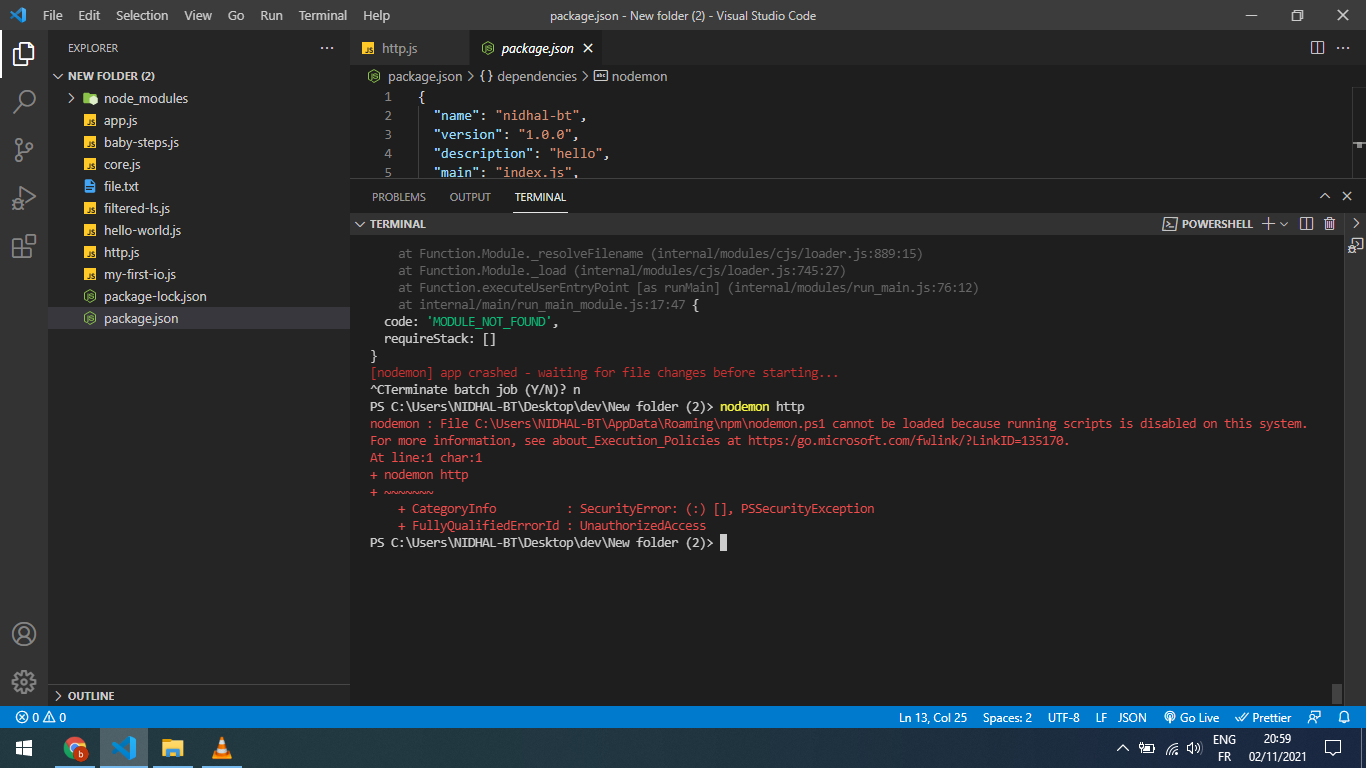 File Edit Selection View Go Run Terminal Help
package.json - New folder (2) - Visual Studio Code
EXPLORER
NEW FOLDER (2)
node_modules
app.js
baby-steps.js
core.js
file.txt
filtered-ls.js
hello-world.js
http.js
my-first-io.js
package-lock.json
package.json
OUTLINE
http.js
package.json
package.json > {} dependencies > abc nodemon
1 {
2 "name": "nidhal-bt",
3 "version": "1.0.0",
4 "description": "hello",
5 "main": "index.js",
PROBLEMS OUTPUT TERMINAL
TERMINAL
POWERSHELL
at Function.Module._resolveFilename (internal/modules/cjs/loader.js:889:15)
at Function.Module._load (internal/modules/cjs/loader.js:745:27)
at Function.executeUserEntryPoint [as runMain] (internal/modules/run_main.js:76:12)
at internal/main/run_main_module.js:17:47 {
code: 'MODULE_NOT_FOUND',
requireStack: []
}
[nodemon] app crashed - waiting for file changes before starting...
^CTerminate batch job (Y/N)? n
PS C:\Users\NIDHAL-BT\Desktop\dev\New folder (2)> nodemon http
nodemon : File C:\Users\NIDHAL-BT\AppData\Roaming\npm\nodemon.ps1 cannot be loaded because running scripts is disabled on this system.
For more information, see about_Execution_Policies at https:/go.microsoft.com/fwlink/?LinkID=135170.
At line:1 char:1
+ nodemon http
+ ~~~~~~~
+ CategoryInfo : SecurityError: (:) [], PSSecurityException
+ FullyQualifiedErrorId : UnauthorizedAccess
PS C:\Users\NIDHAL-BT\Desktop\dev\New folder (2)>
0 0
Ln 13, Col 25 Spaces: 2 UTF-8 LF JSON Go Live Prettier
b
ENG
FR
20:59
02/11/2021